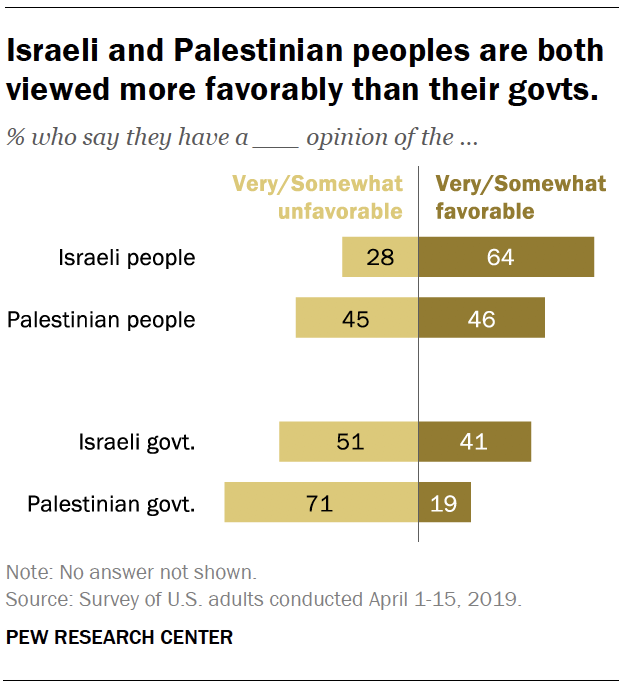 Israeli and Palestinian peoples are both
viewed more favorably than their govts.
% who say they have a ___ opinion of the ...
Very/Somewhat unfavorable
Very/Somewhat favorable
Israeli people 28 64
Palestinian people 45 46
Israeli govt. 51 41
Palestinian govt. 71 19
Note: No answer not shown.
Source: Survey of U.S. adults conducted April 1-15, 2019.
PEW RESEARCH CENTER